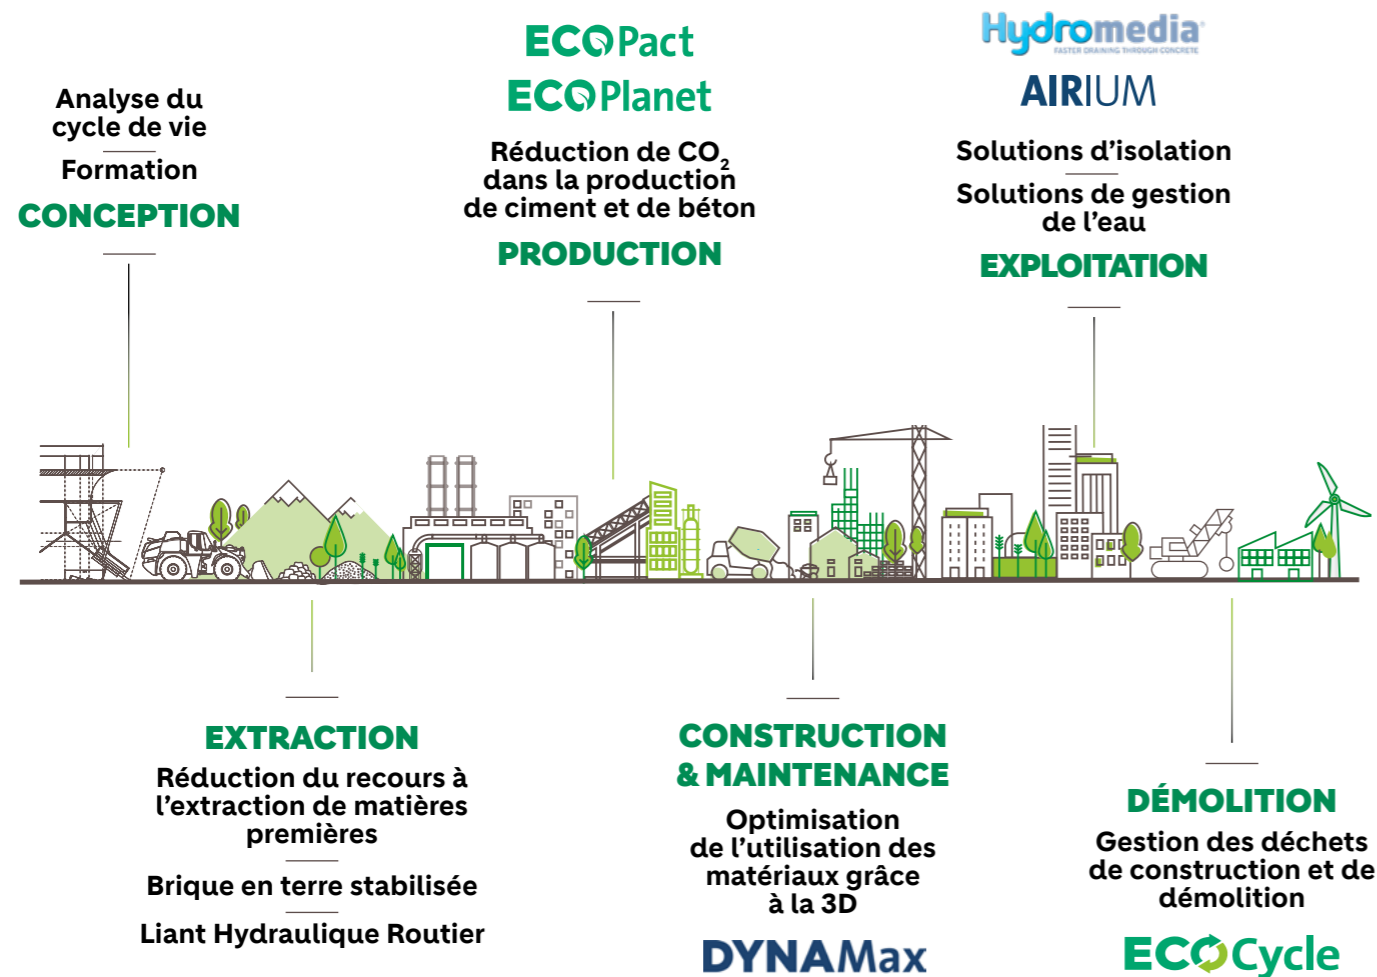 Analyse du
cycle de vie
Formation
CONCEPTION
ECOPact
ECOPlanet
Réduction de CO₂
dans la production
de ciment et de béton
PRODUCTION
Hydromedia
FASTER DRAINING THROUGH CONCRETE
AIRIUM
Solutions d’isolation
Solutions de gestion
de l’eau
EXPLOITATION
EXTRACTION
Réduction du recours à
l’extraction de matières
premières
Brique en terre stabilisée
Liant Hydraulique Routier
CONSTRUCTION
& MAINTENANCE
Optimisation
de l’utilisation des
matériaux grâce
à la 3D
DYNAMax
DÉMOLITION
Gestion des déchets
de construction et de
démolition
ECOCycle